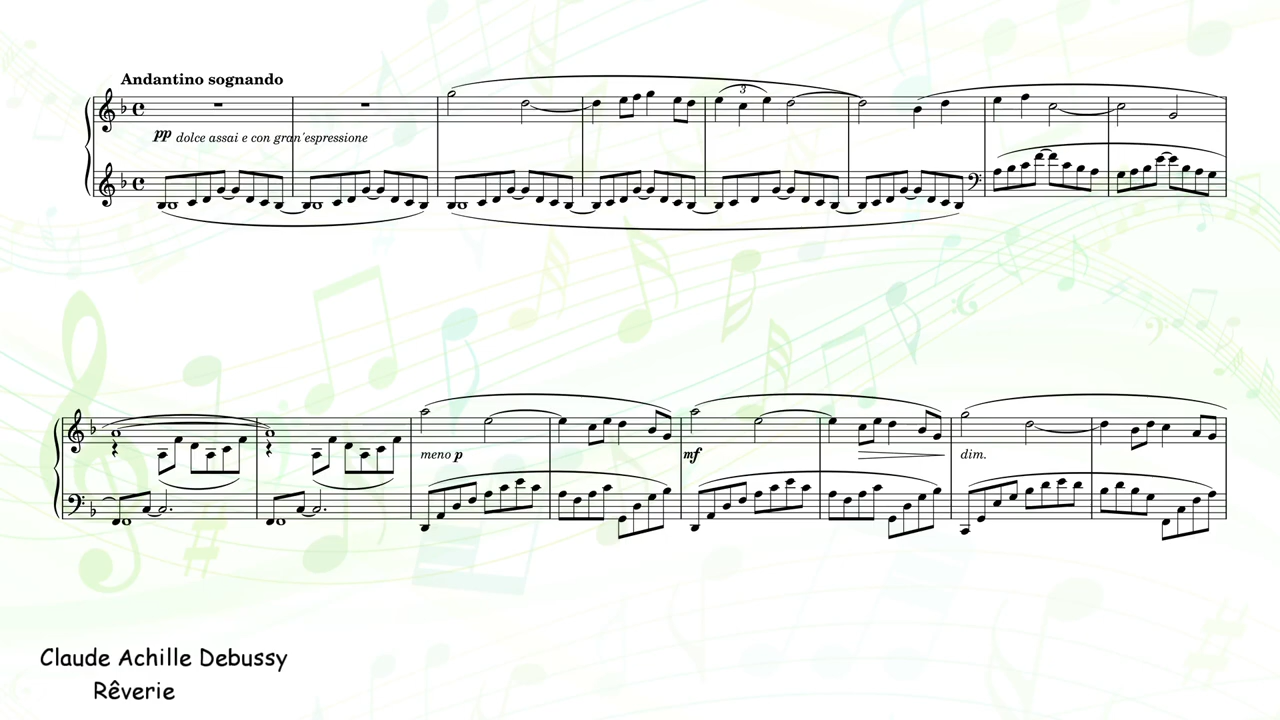 Andantino sognando
pp dolce assai e con gran'espressione
3
meno p
mf
dim.
Claude Achille Debussy
Rêverie